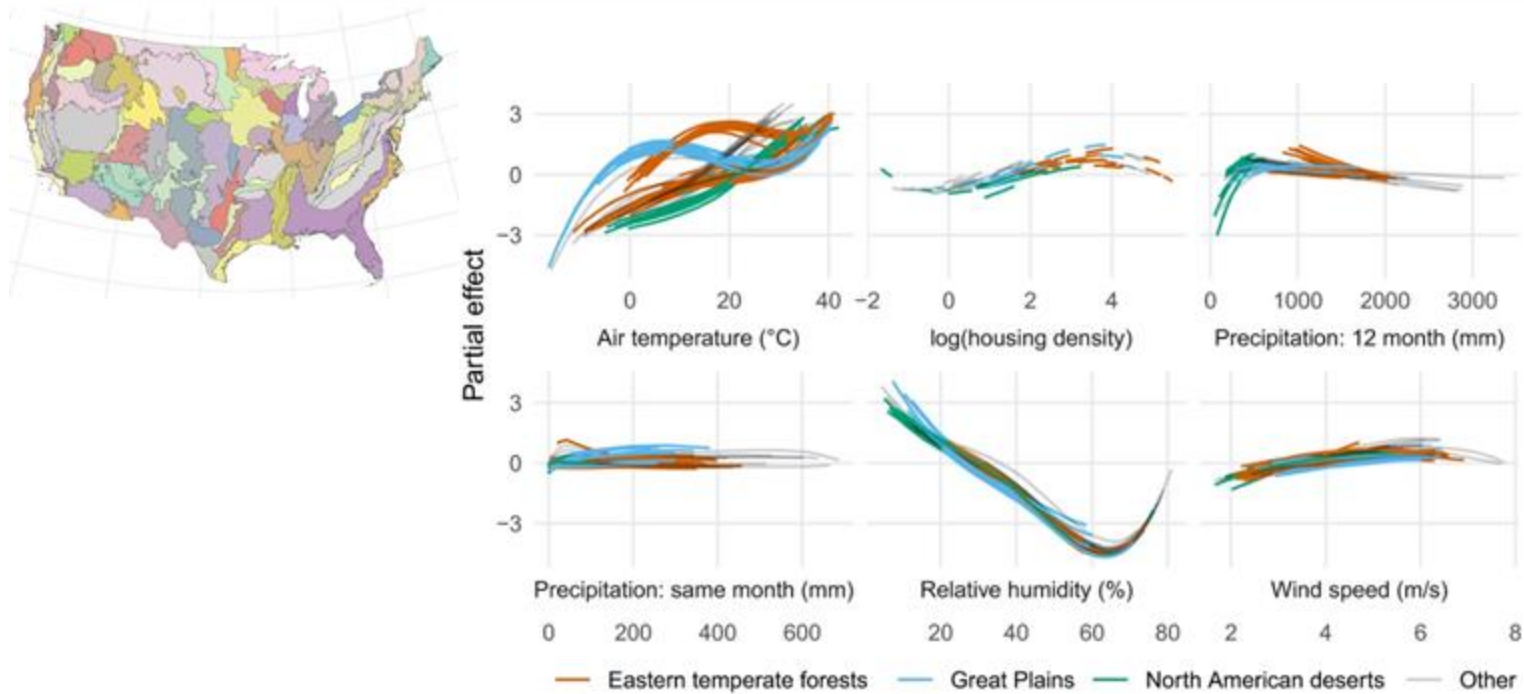 Partial effect
3
0
−3
0 20 40
Air temperature (°C)
−2 0 2 4
log(housing density)
0 1000 2000 3000
Precipitation: 12 month (mm)
3
0
−3
Precipitation: same month (mm)
0 200 400 600
Relative humidity (%)
20 40 60 80
Wind speed (m/s)
2 4 6 8
Eastern temperate forests Great Plains North American deserts Other